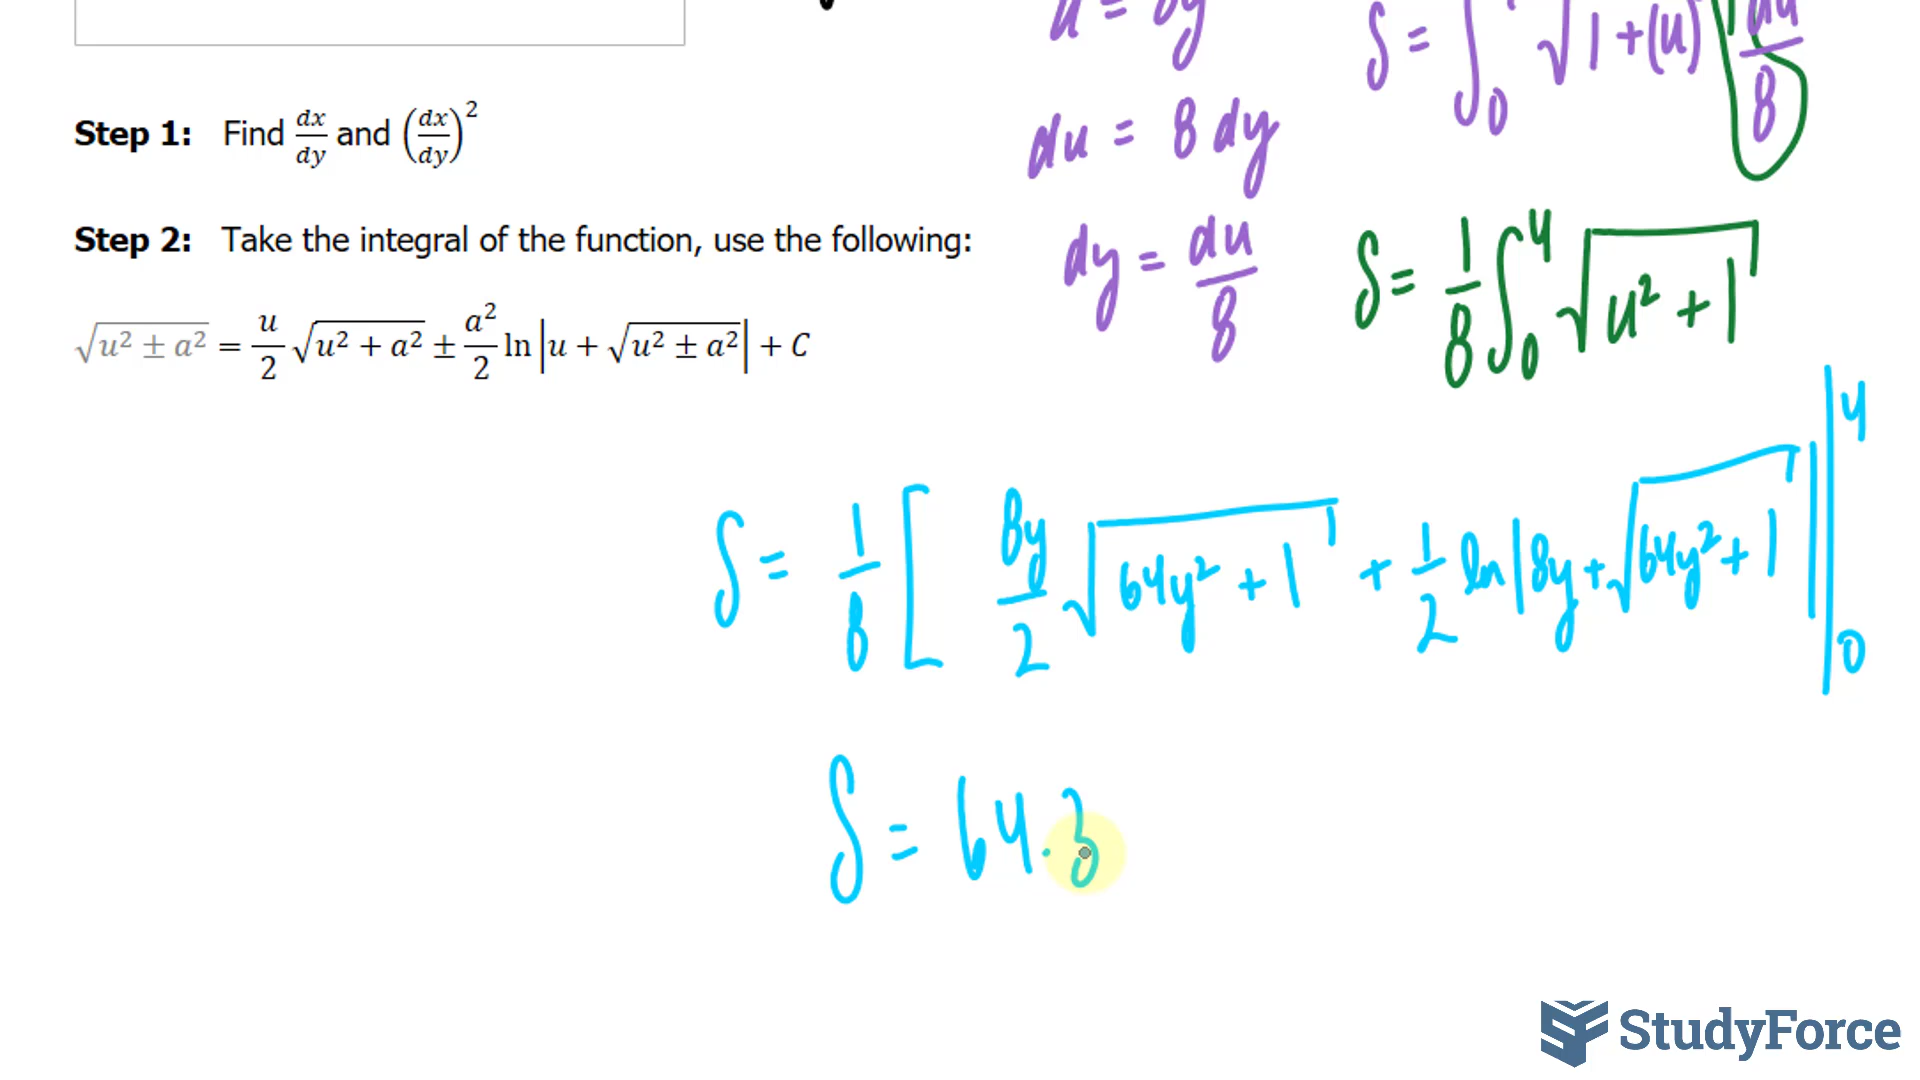 u = 8y
S = ∫₀ √1 + (u) du/8
Step 1: Find dx/dy and (dx/dy)²
du = 8 dy
Step 2: Take the integral of the function, use the following:
dy = du/8
S = 1/8 ∫₀⁴ √u² + 1
√u² ± a² = u/2 √u² + a² ± a²/2 ln |u + √u² ± a²| + C
S = 1/8 [ 8y/2 √64y² + 1 + 1/2 ln |8y + √64y² + 1 | |₀⁴
S = 64.3
StudyForce